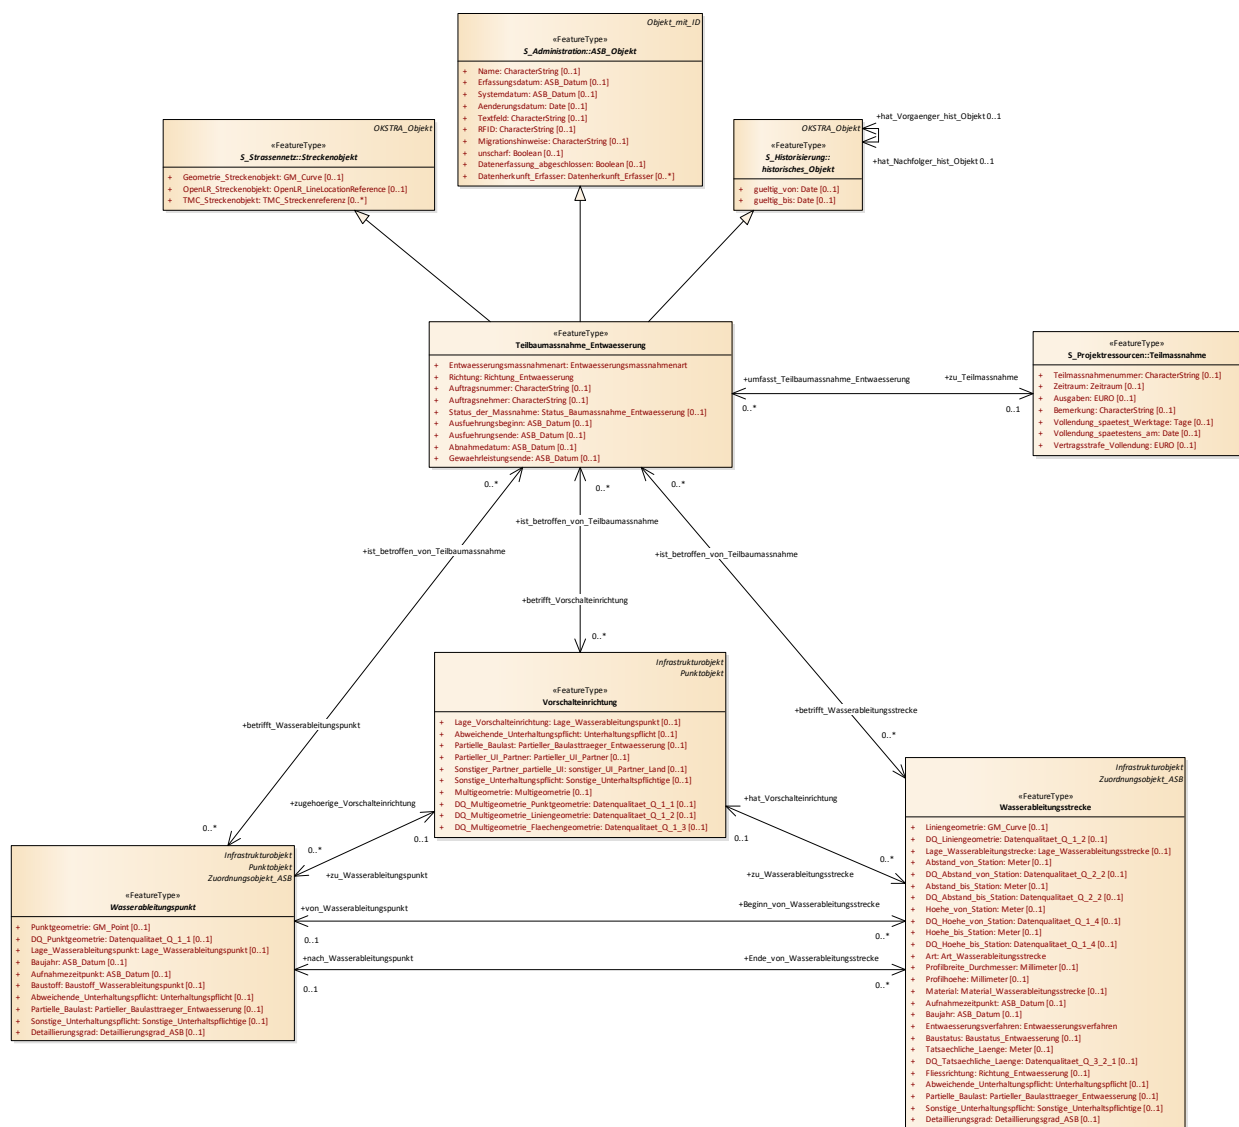 Objekt_mit_ID
«FeatureType»
S_Administration::ASB_Objekt
+ Name: CharacterString [0..1]
+ Erfassungsdatum: ASB_Datum [0..1]
+ Systemdatum: ASB_Datum [0..1]
+ Aenderungsdatum: Date [0..1]
+ Textfeld: CharacterString [0..1]
+ RFID: CharacterString [0..1]
+ Migrationshinweise: CharacterString [0..1]
+ unscharf: Boolean [0..1]
+ Datenerfassung_abgeschlossen: Boolean [0..1]
+ Datenherkunft_Erfasser: Datenherkunft_Erfasser [0..*]
OKSTRA_Objekt
«FeatureType»
S_Strassennetz::Streckenobjekt
+ Geometrie_Streckenobjekt: GM_Curve [0..1]
+ OpenLR_Streckenobjekt: OpenLR_LineLocationReference [0..1]
+ TMC_Streckenobjekt: TMC_Streckenreferenz [0..*]
OKSTRA_Objekt
«FeatureType»
S_Historisierung::
historisches_Objekt
+ gueltig_von: Date [0..1]
+ gueltig_bis: Date [0..1]
+hat_Vorgaenger_hist_Objekt 0..1
+hat_Nachfolger_hist_Objekt 0..1
«FeatureType»
Teilbaumassnahme_Entwaesserung
+ Entwaesserungsmassnahmenart: Entwaesserungsmassnahmenart
+ Richtung: Richtung_Entwaesserung
+ Auftragsnummer: CharacterString [0..1]
+ Auftragsnehmer: CharacterString [0..1]
+ Status_der_Massnahme: Status_Baumassnahme_Entwaesserung [0..1]
+ Ausfuehrungsbeginn: ASB_Datum [0..1]
+ Ausfuehrungsende: ASB_Datum [0..1]
+ Abnahmedatum: ASB_Datum [0..1]
+ Gewaehrleistungsende: ASB_Datum [0..1]
+umfasst_Teilbaumassnahme_Entwaesserung
0..*
+zu_Teilmassnahme
0..1
«FeatureType»
S_Projektressourcen::Teilmassnahme
+ Teilmassnahmenummer: CharacterString [0..1]
+ Zeitraum: Zeitraum [0..1]
+ Ausgaben: EURO [0..1]
+ Bemerkung: CharacterString [0..1]
+ Vollendung_spaetest_Werktage: Tage [0..1]
+ Vollendung_spaetestens_am: Date [0..1]
+ Vertragsstrafe_Vollendung: EURO [0..1]
0..*
0..*
0..*
+ist_betroffen_von_Teilbaumassnahme
+ist_betroffen_von_Teilbaumassnahme
+ist_betroffen_von_Teilbaumassnahme
+betrifft_Vorschalteinrichtung
0..*
+betrifft_Wasserableitungspunkt
0..*
+betrifft_Wasserableitungsstrecke
0..*
Infrastrukturobjekt
Punktobjekt
«FeatureType»
Vorschalteinrichtung
+ Lage_Vorschalteinrichtung: Lage_Wasserableitungspunkt [0..1]
+ Abweichende_Unterhaltungspflicht: Unterhaltungspflicht [0..1]
+ Partielle_Baulast: Partieller_Baulasttraeger_Entwaesserung [0..1]
+ Partieller_UI_Partner: Partieller_UI_Partner [0..1]
+ Sonstiger_Partner_partielle_UI: sonstiger_UI_Partner_Land [0..1]
+ Sonstige_Unterhaltungspflicht: Sonstige_Unterhaltspflichtige [0..1]
+ Multigeometrie: Multigeometrie [0..1]
+ DQ_Multigeometrie_Punktgeometrie: Datenqualitaet_Q_1_1 [0..1]
+ DQ_Multigeometrie_Liniengeometrie: Datenqualitaet_Q_1_2 [0..1]
+ DQ_Multigeometrie_Flaechengeometrie: Datenqualitaet_Q_1_3 [0..1]
+zugehoerige_Vorschalteinrichtung
0..1
0..*
+zu_Wasserableitungspunkt
+hat_Vorschalteinrichtung
0..1
0..*
+zu_Wasserableitungsstrecke
+von_Wasserableitungspunkt
0..1
+Beginn_von_Wasserableitungsstrecke
0..*
+nach_Wasserableitungspunkt
0..1
+Ende_von_Wasserableitungsstrecke
0..*
Infrastrukturobjekt
Punktobjekt
Zuordnungsobjekt_ASB
«FeatureType»
Wasserableitungspunkt
+ Punktgeometrie: GM_Point [0..1]
+ DQ_Punktgeometrie: Datenqualitaet_Q_1_1 [0..1]
+ Lage_Wasserableitungspunkt: Lage_Wasserableitungspunkt [0..1]
+ Baujahr: ASB_Datum [0..1]
+ Aufnahmezeitpunkt: ASB_Datum [0..1]
+ Baustoff: Baustoff_Wasserableitungspunkt [0..1]
+ Abweichende_Unterhaltungspflicht: Unterhaltungspflicht [0..1]
+ Partielle_Baulast: Partieller_Baulasttraeger_Entwaesserung [0..1]
+ Sonstige_Unterhaltungspflicht: Sonstige_Unterhaltspflichtige [0..1]
+ Detaillierungsgrad: Detaillierungsgrad_ASB [0..1]
Infrastrukturobjekt
Zuordnungsobjekt_ASB
«FeatureType»
Wasserableitungsstrecke
+ Liniengeometrie: GM_Curve [0..1]
+ DQ_Liniengeometrie: Datenqualitaet_Q_1_2 [0..1]
+ Lage_Wasserableitungstrecke: Lage_Wasserableitungsstrecke [0..1]
+ Abstand_von_Station: Meter [0..1]
+ DQ_Abstand_von_Station: Datenqualitaet_Q_2_2 [0..1]
+ Abstand_bis_Station: Meter [0..1]
+ DQ_Abstand_bis_Station: Datenqualitaet_Q_2_2 [0..1]
+ Hoehe_von_Station: Meter [0..1]
+ DQ_Hoehe_von_Station: Datenqualitaet_Q_1_4 [0..1]
+ Hoehe_bis_Station: Meter [0..1]
+ DQ_Hoehe_bis_Station: Datenqualitaet_Q_1_4 [0..1]
+ Art: Art_Wasserableitungsstrecke
+ Profilbreite_Durchmesser: Millimeter [0..1]
+ Profilhoehe: Millimeter [0..1]
+ Material: Material_Wasserableitungsstrecke [0..1]
+ Aufnahmezeitpunkt: ASB_Datum [0..1]
+ Baujahr: ASB_Datum [0..1]
+ Entwaesserungsverfahren: Entwaesserungsverfahren
+ Baustatus: Baustatus_Entwaesserung [0..1]
+ Tatsaechliche_Laenge: Meter [0..1]
+ DQ_Tatsaechliche_Laenge: Datenqualitaet_Q_3_2_1 [0..1]
+ Fliessrichtung: Richtung_Entwaesserung [0..1]
+ Abweichende_Unterhaltungspflicht: Unterhaltungspflicht [0..1]
+ Partielle_Baulast: Partieller_Baulasttraeger_Entwaesserung [0..1]
+ Sonstige_Unterhaltungspflicht: Sonstige_Unterhaltspflichtige [0..1]
+ Detaillierungsgrad: Detaillierungsgrad_ASB [0..1]